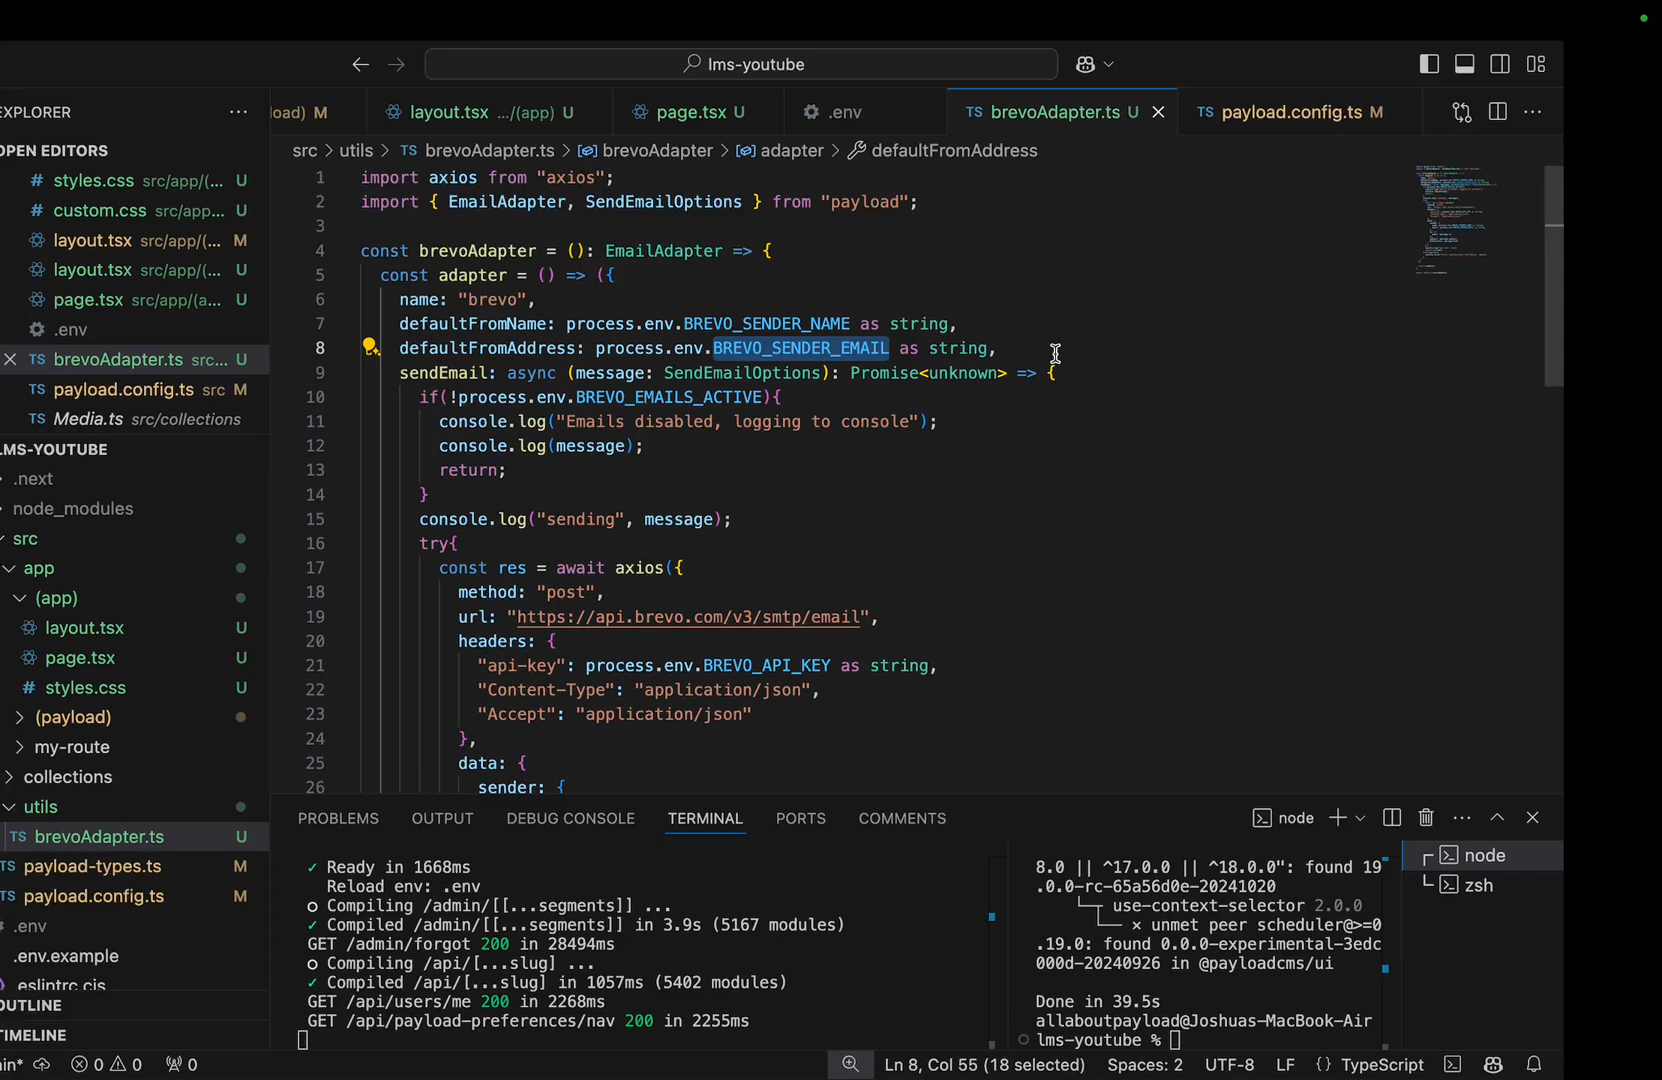 lms-youtube
EXPLORER
load) M
layout.tsx .../(app) U
page.tsx U
.env
TS brevoAdapter.ts U
TS payload.config.ts M
OPEN EDITORS
# styles.css src/app/(... U
# custom.css src/app... U
layout.tsx src/app/(... M
layout.tsx src/app/(... U
page.tsx src/app/(a... U
.env
TS brevoAdapter.ts src... U
TS payload.config.ts src M
TS Media.ts src/collections
LMS-YOUTUBE
.next
node_modules
src
app
(app)
layout.tsx U
page.tsx U
# styles.css U
(payload)
my-route
collections
utils
TS brevoAdapter.ts U
TS payload-types.ts M
TS payload.config.ts M
.env
.env.example
eslintrc.cjs
OUTLINE
TIMELINE
src > utils > TS brevoAdapter.ts > brevoAdapter > adapter > defaultFromAddress
1 import axios from "axios";
2 import { EmailAdapter, SendEmailOptions } from "payload";
3
4 const brevoAdapter = (): EmailAdapter => {
5 const adapter = () => ({
6 name: "brevo",
7 defaultFromName: process.env.BREVO_SENDER_NAME as string,
8 defaultFromAddress: process.env.BREVO_SENDER_EMAIL as string,
9 sendEmail: async (message: SendEmailOptions): Promise<unknown> => {
10 if(!process.env.BREVO_EMAILS_ACTIVE){
11 console.log("Emails disabled, logging to console");
12 console.log(message);
13 return;
14 }
15 console.log("sending", message);
16 try{
17 const res = await axios({
18 method: "post",
19 url: "https://api.brevo.com/v3/smtp/email",
20 headers: {
21 "api-key": process.env.BREVO_API_KEY as string,
22 "Content-Type": "application/json",
23 "Accept": "application/json"
24 },
25 data: {
26 sender: {
PROBLEMS OUTPUT DEBUG CONSOLE TERMINAL PORTS COMMENTS
node
✓ Ready in 1668ms
Reload env: .env
○ Compiling /admin/[[...segments]] ...
✓ Compiled /admin/[[...segments]] in 3.9s (5167 modules)
GET /admin/forgot 200 in 28494ms
○ Compiling /api/[...slug] ...
✓ Compiled /api/[...slug] in 1057ms (5402 modules)
GET /api/users/me 200 in 2268ms
GET /api/payload-preferences/nav 200 in 2255ms
8.0 || ^17.0.0 || ^18.0.0": found 19
.0.0-rc-65a56d0e-20241020
└─┬ use-context-selector 2.0.0
└── ✕ unmet peer scheduler@>=0
.19.0: found 0.0.0-experimental-3edc
000d-20240926 in @payloadcms/ui
Done in 39.5s
allaboutpayload@Joshuas-MacBook-Air
lms-youtube %
node
zsh
in* 0 0 0
Ln 8, Col 55 (18 selected) Spaces: 2 UTF-8 LF {} TypeScript